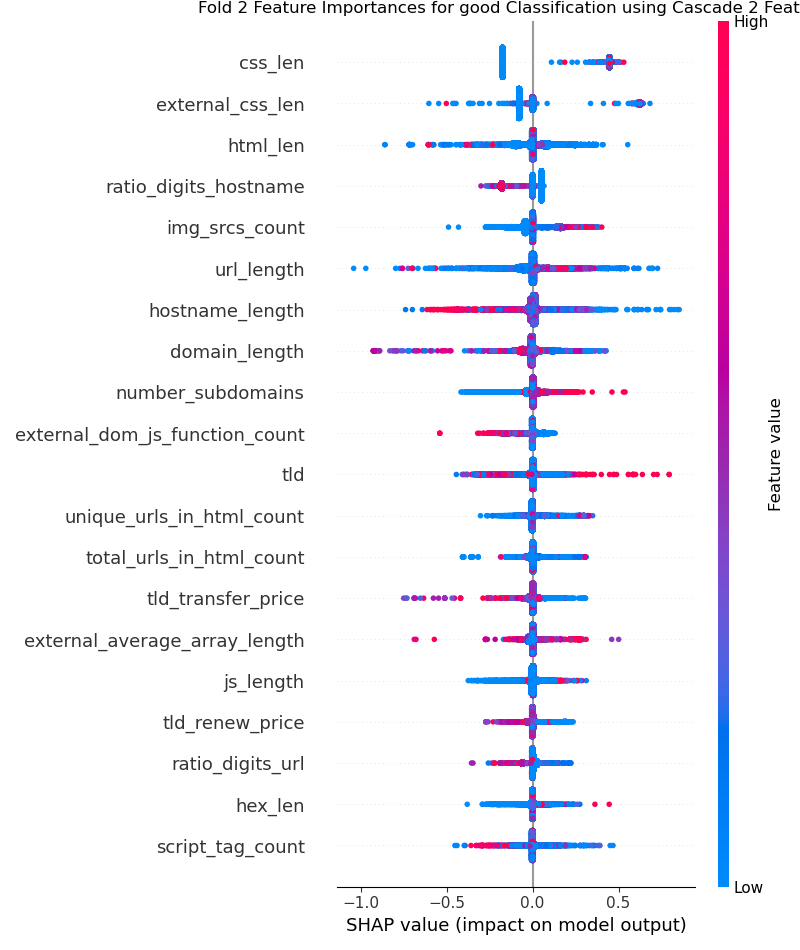 Fold 2 Feature Importances for good Classification using Cascade 2 Feat
High
css_len
external_css_len
html_len
ratio_digits_hostname
img_srcs_count
url_length
hostname_length
domain_length
number_subdomains
external_dom_js_function_count
tld
unique_urls_in_html_count
total_urls_in_html_count
tld_transfer_price
external_average_array_length
js_length
tld_renew_price
ratio_digits_url
hex_len
script_tag_count
Feature value
Low
−1.0 −0.5 0.0 0.5
SHAP value (impact on model output)